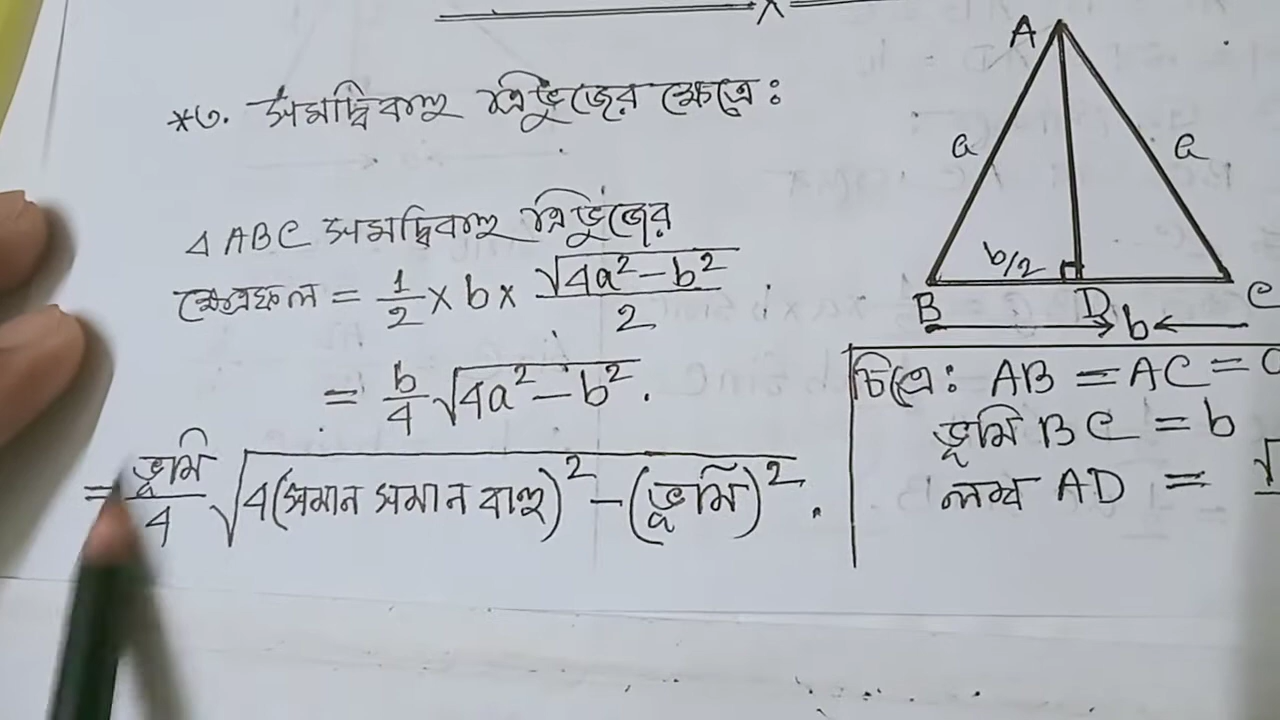 *৩. সমদ্বিবাহু ত্রিভুজের ক্ষেত্রে :
△ABC সমদ্বিবাহু ত্রিভুজের
ক্ষেত্রফল = 1/2 × b × √(4a² − b²)/2
= b/4 √(4a² − b²).
= ভূমি/4 √(4(সমান সমান বাহু)² − (ভূমি)²).
A
a
a
b/2
B
D
C
b
চিত্রে : AB = AC = a
ভূমি BC = b
লম্ব AD = √